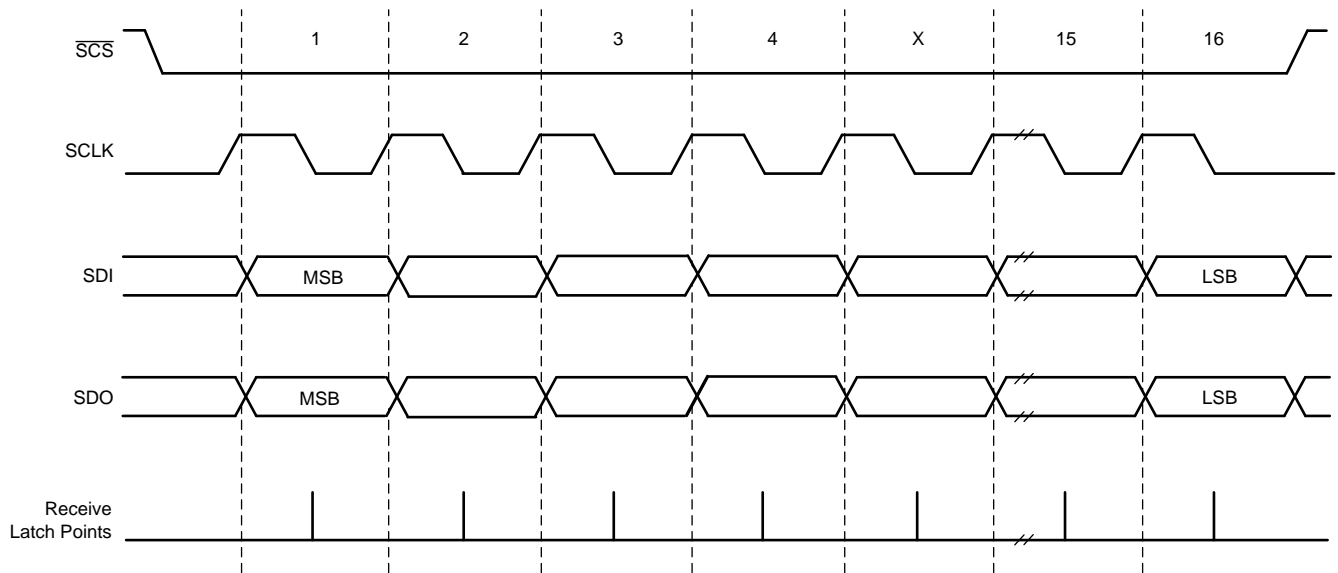 SCS
1 2 3 4 X 15 16
SCLK
SDI
MSB
LSB
SDO
MSB
LSB
Receive
Latch Points